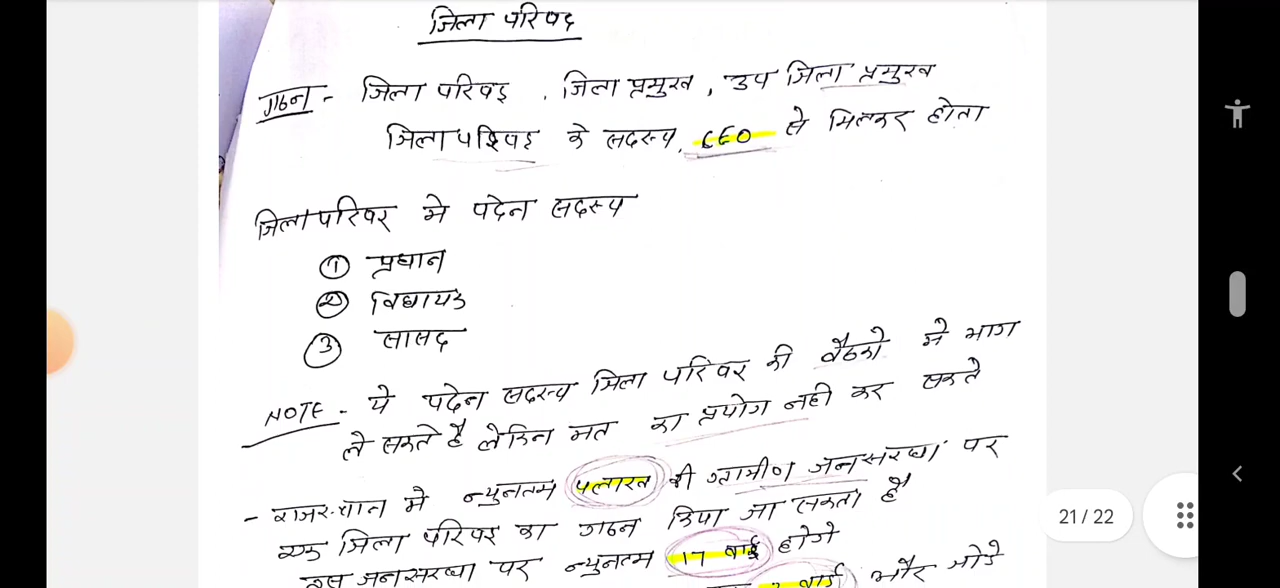 जिला परिषद
गठन - जिला परिषद, जिला प्रमुख, उप जिला प्रमुख
जिला परिषद के सदस्य, CEO से मिलकर होता
जिला परिषद मे पदेन सदस्य
① प्रधान
② विधायक
③ सासद
NOTE - ये पदेन सदस्य जिला परिषद की बैठको मे भाग
ले सकते है लेकिन मत का प्रयोग नही कर सकते
- राजस्थान मे न्युनतम 4 लाख की ग्रामीण जनसंख्या पर
एक जिला परिषद का गठन किया जा सकता है
इस जनसंख्या पर न्युनतम 17 वार्ड होगे
वार्ड और जोडे
21 / 22